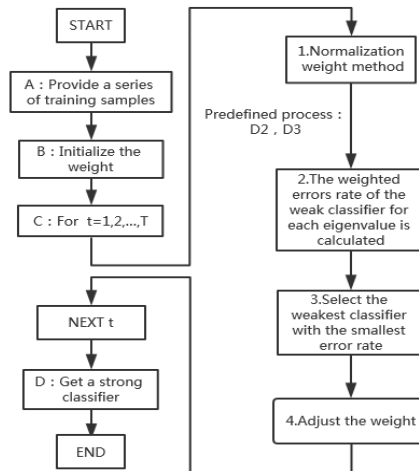 START
A : Provide a series
of training samples
B : Initialize the
weight
C : For t=1,2,...,T
1.Normalization
weight method
Predefined process :
D2 , D3
2.The weighted
errors rate of the
weak classifier for
each eigenvalue is
calculated
3.Select the
weakest classifier
with the smallest
error rate
4.Adjust the weight
NEXT t
D : Get a strong
classifier
END